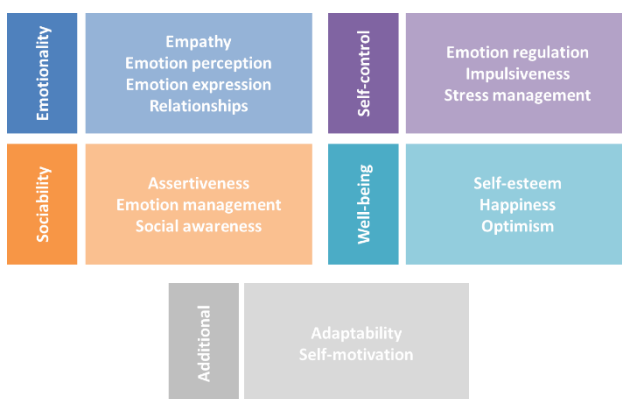 Emotionality
Empathy
Emotion perception
Emotion expression
Relationships
Self-control
Emotion regulation
Impulsiveness
Stress management
Sociability
Assertiveness
Emotion management
Social awareness
Well-being
Self-esteem
Happiness
Optimism
Additional
Adaptability
Self-motivation